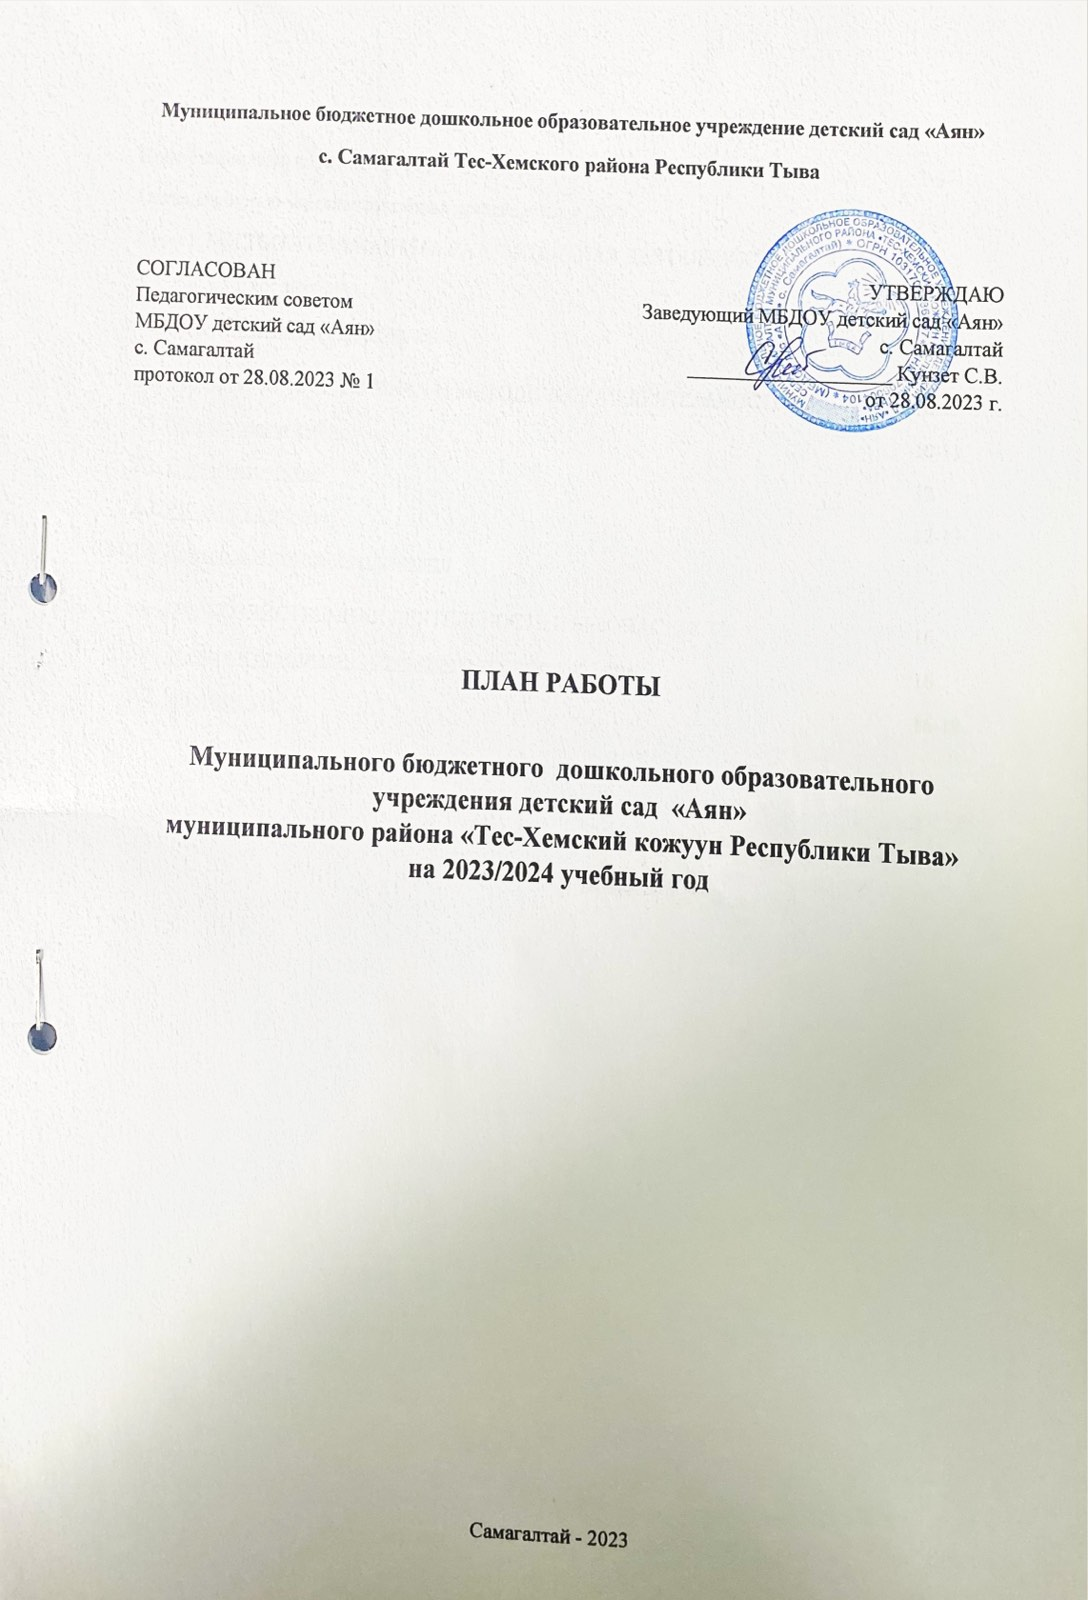 Муниципальное бюджетное дошкольное образовательное учреждение детский сад «Аян»
с. Самагалтай Тес-Хемского района Республики Тыва
СОГЛАСОВАН
Педагогическим советом
МБДОУ детский сад «Аян»
с. Самагалтай
протокол от 28.08.2023 № 1
УТВЕРЖДАЮ
Заведующий МБДОУ детский сад «Аян»
с. Самагалтай
Кунзет С.В.
от 28.08.2023 г.
ПЛАН РАБОТЫ
Муниципального бюджетного дошкольного образовательного
учреждения детский сад «Аян»
муниципального района «Тес-Хемский кожуун Республики Тыва»
на 2023/2024 учебный год
Самагалтай - 2023